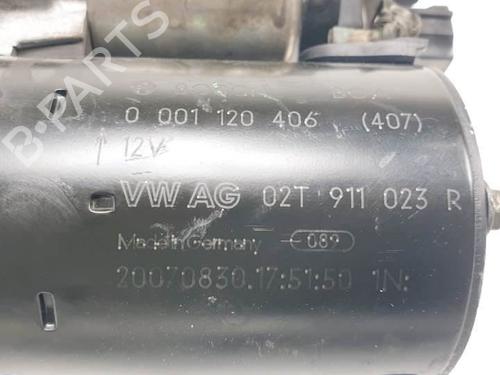 B-PARTS
0 001 120 406 (407)
12V
VW AG 02T 911 023 R
Made in Germany 089
20070830.17:51:50 1N: